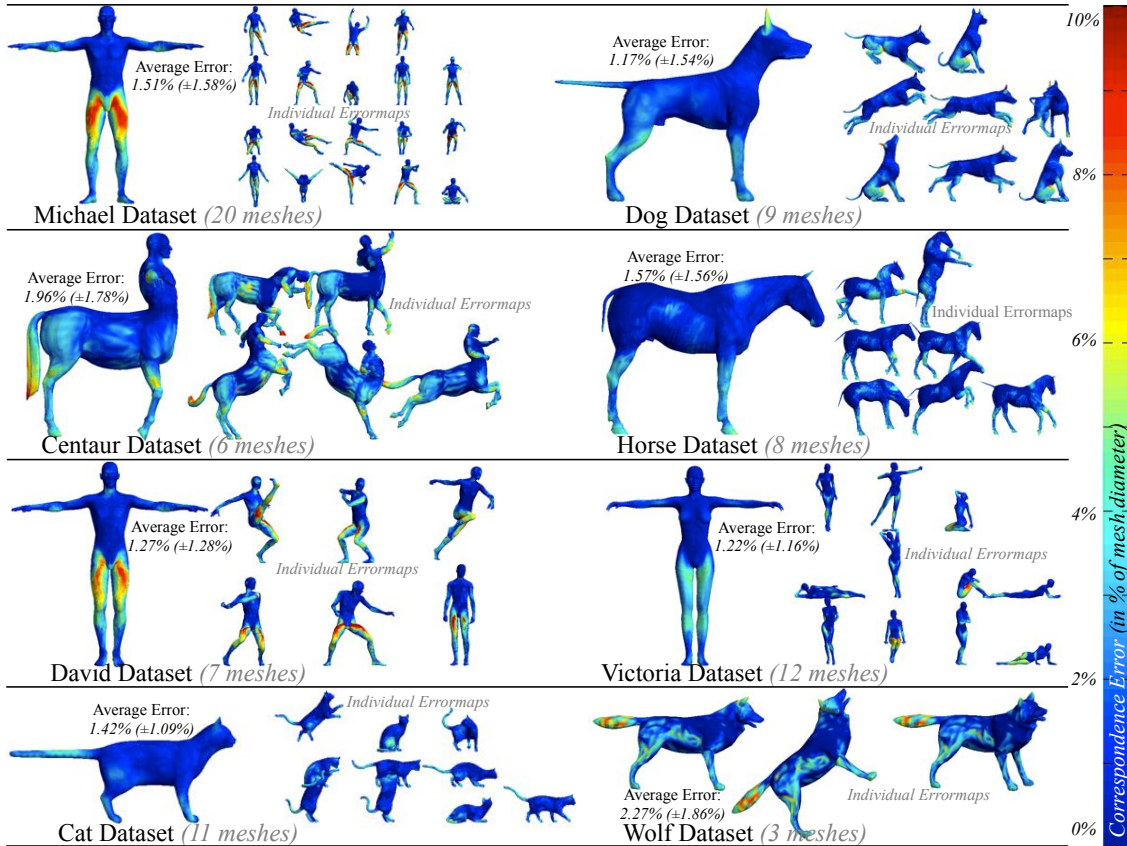 Average Error:
1.51% (±1.58%)
Individual Errormaps
Michael Dataset (20 meshes)
Average Error:
1.17% (±1.54%)
Individual Errormaps
Dog Dataset (9 meshes)
Average Error:
1.96% (±1.78%)
Individual Errormaps
Centaur Dataset (6 meshes)
Average Error:
1.57% (±1.56%)
Individual Errormaps
Horse Dataset (8 meshes)
Average Error:
1.27% (±1.28%)
Individual Errormaps
David Dataset (7 meshes)
Average Error:
1.22% (±1.16%)
Individual Errormaps
Victoria Dataset (12 meshes)
Average Error:
1.42% (±1.09%)
Individual Errormaps
Cat Dataset (11 meshes)
Average Error:
2.27% (±1.86%)
Individual Errormaps
Wolf Dataset (3 meshes)
10%
8%
6%
4%
2%
0%
Correspondence Error (in % of mesh diameter)